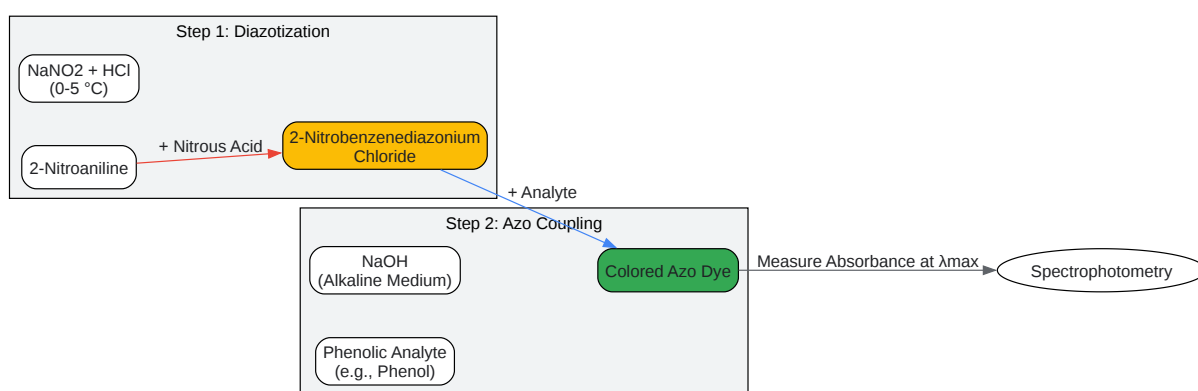 Step 1: Diazotization
NaNO2 + HCl
(0-5 °C)
2-Nitroaniline
+ Nitrous Acid
2-Nitrobenzenediazonium
Chloride
+ Analyte
Step 2: Azo Coupling
NaOH
(Alkaline Medium)
Colored Azo Dye
Measure Absorbance at λmax
Spectrophotometry
Phenolic Analyte
(e.g., Phenol)